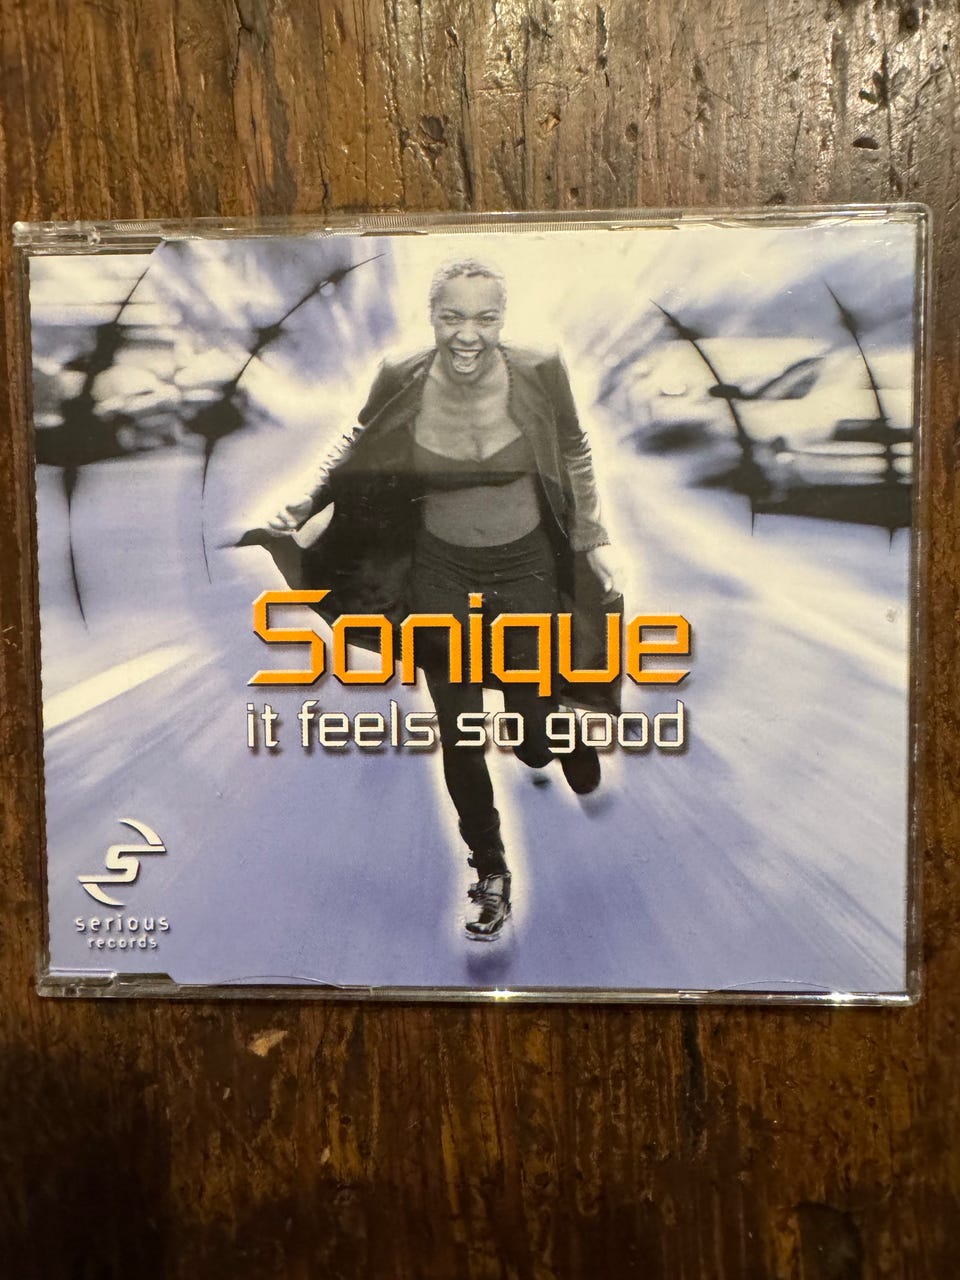 Sonique
it feels so good
S
serious
records